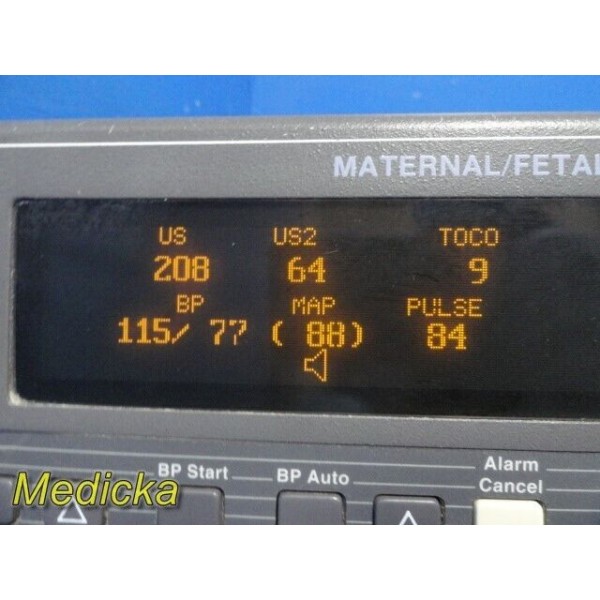 MATERNAL/FETA
US US2 TOCO
208 64 9
BP MAP PULSE
115/ 77 ( 88) 84
BP Start BP Auto Alarm Cancel
Medicka